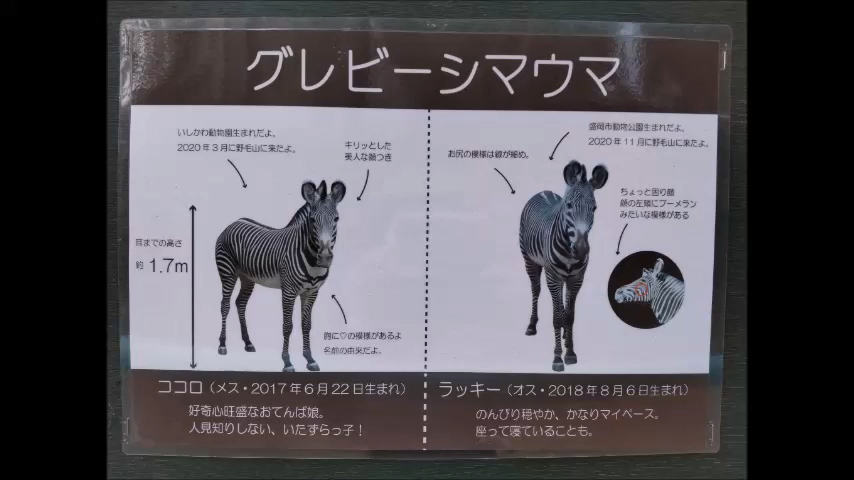 グレビーシマウマ
いしかわ動物園生まれだよ。
2020年3月に野毛山に来たよ。
キリッとした
美人な顔つき
耳までの高さ
約 1.7m
胸に♡の模様があるよ
名前の由来だよ。
ココロ（メス・2017年6月22日生まれ）
好奇心旺盛なおてんば娘。
人見知りしない、いたずらっ子！
盛岡市動物公園生まれだよ。
2020年11月に野毛山に来たよ。
お尻の模様は線が細め。
ちょっと困り顔
顔の左頬にブーメラン
みたいな模様がある
ラッキー（オス・2018年8月6日生まれ）
のんびり穏やか、かなりマイペース。
座って寝ていることも。